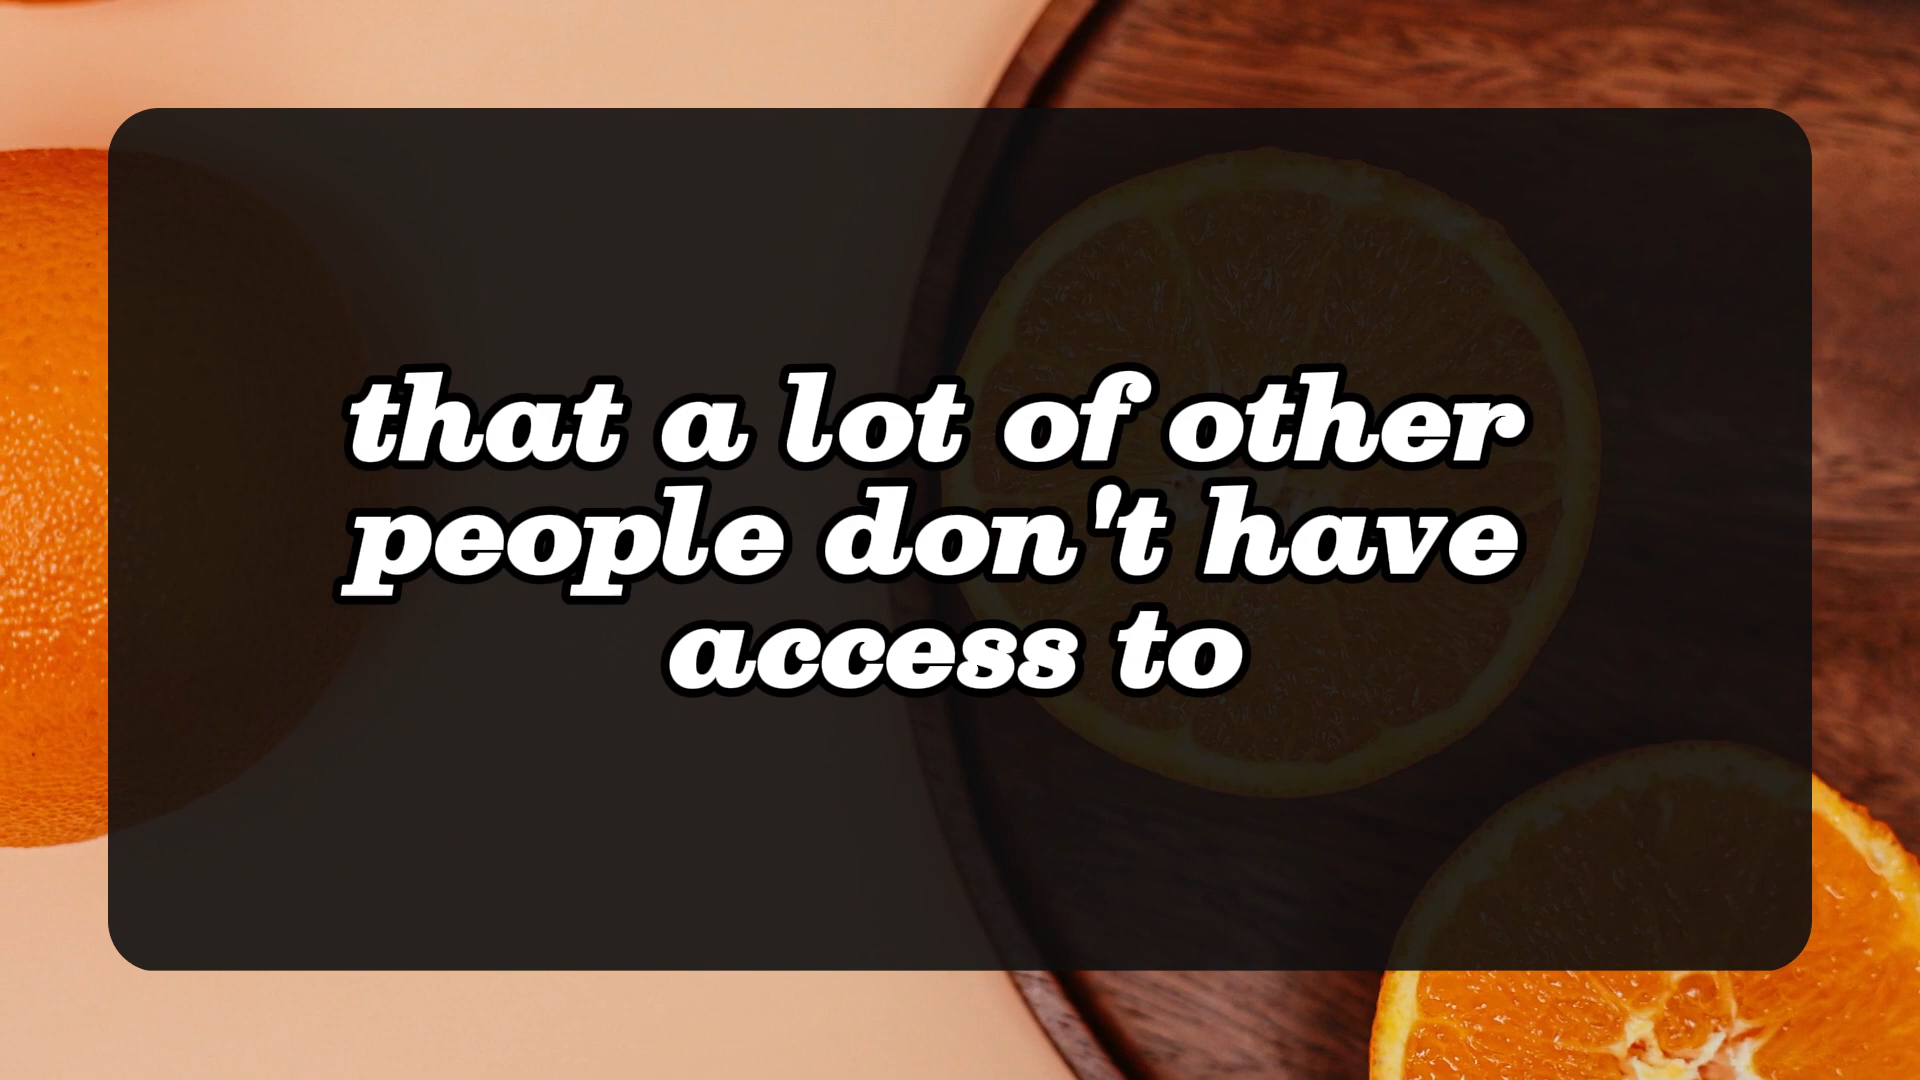 that a lot of other
people don't have
access to